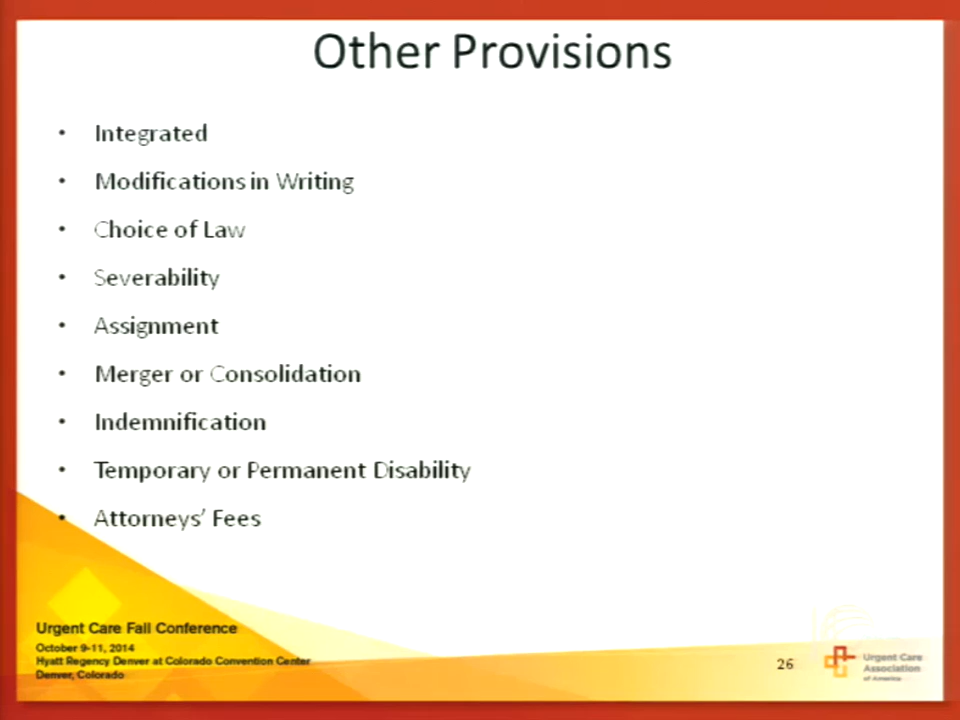 Other Provisions
• Integrated
• Modifications in Writing
• Choice of Law
• Severability
• Assignment
• Merger or Consolidation
• Indemnification
• Temporary or Permanent Disability
• Attorneys’ Fees
Urgent Care Fall Conference
October 9-11, 2014
Hyatt Regency Denver at Colorado Convention Center
Denver, Colorado
26
Urgent Care
Association
of America